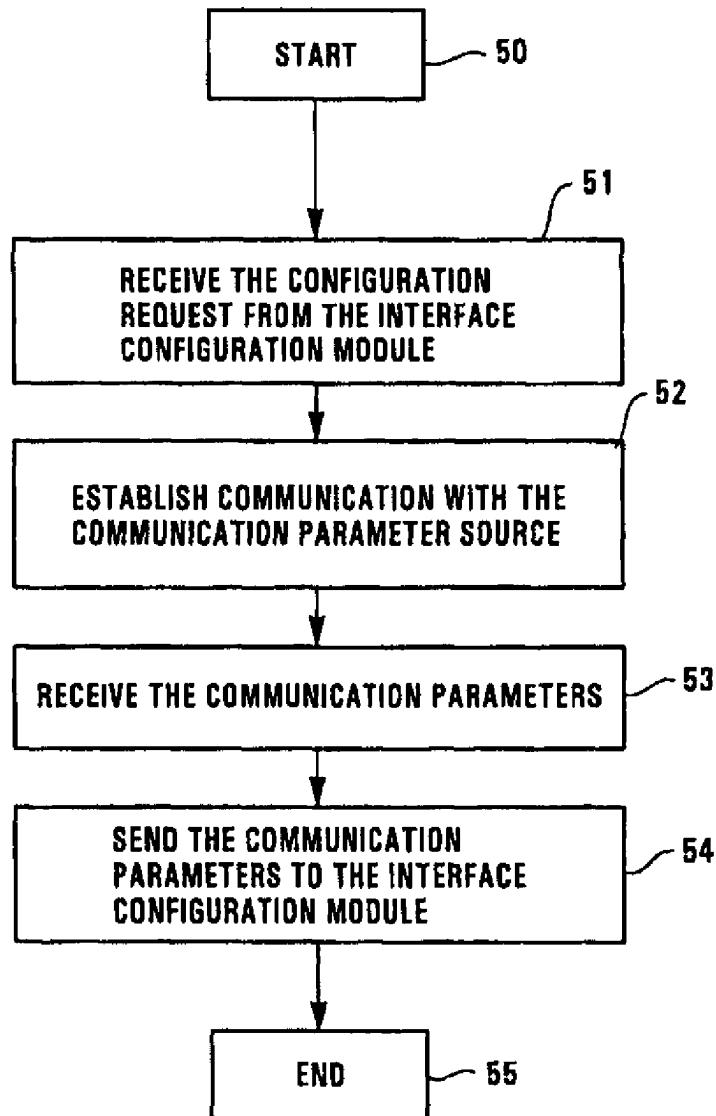 START
50
51
RECEIVE THE CONFIGURATION
REQUEST FROM THE INTERFACE
CONFIGURATION MODULE
52
ESTABLISH COMMUNICATION WITH THE
COMMUNICATION PARAMETER SOURCE
RECEIVE THE COMMUNICATION PARAMETERS
53
SEND THE COMMUNICATION
PARAMETERS TO THE INTERFACE
CONFIGURATION MODULE
54
END
55